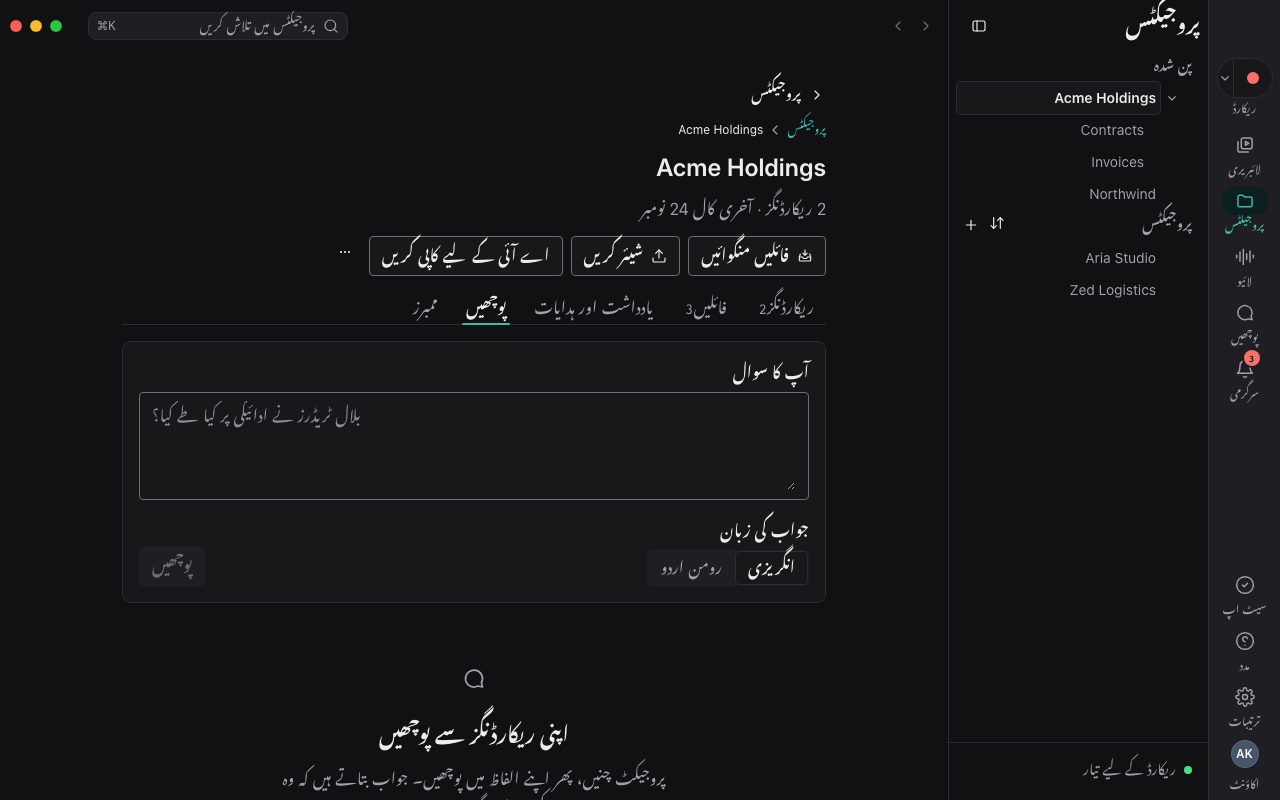 ریکارڈ
لائبریری
پروجیکٹس
لائیو
پوچھیں
3
سرگرمی
سیٹ اپ
مدد
ترتیبات
AK
اکاؤنٹ
پروجیکٹس
پن شدہ
Acme Holdings
Contracts
Invoices
Northwind
پروجیکٹس
Aria Studio
Zed Logistics
ریکارڈ کے لیے تیار
پروجیکٹس میں تلاش کریں ⌘K
پروجیکٹس
پروجیکٹس Acme Holdings
Acme Holdings
2 ریکارڈنگز · آخری کال 24 نومبر
فائلیں منگوائیں شیئر کریں اے آئی کے لیے کاپی کریں ...
ریکارڈنگز 2 فائلیں 3 یادداشت اور ہدایات پوچھیں ممبرز
آپ کا سوال
بلال ٹریڈرز نے ادائیگی پر کیا طے کیا؟
جواب کی زبان
انگریزی رومن اردو پوچھیں
اپنی ریکارڈنگز سے پوچھیں
پروجیکٹ چنیں، پھر اپنے الفاظ میں پوچھیں۔ جواب بتاتے ہیں کہ وہ